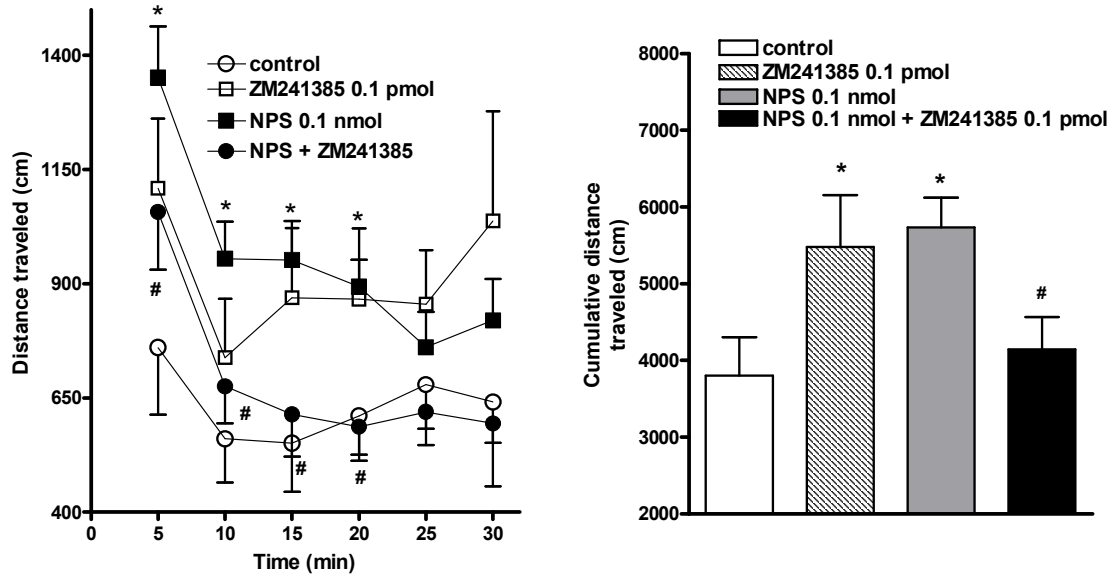 *
1400
control
ZM241385 0.1 pmol
NPS 0.1 nmol
NPS + ZM241385
1150
* * *
900
#
650
#
# #
400
0 5 10 15 20 25 30
Time (min)
Distance traveled (cm)
8000
control
ZM241385 0.1 pmol
NPS 0.1 nmol
NPS 0.1 nmol + ZM241385 0.1 pmol
7000
* *
6000
5000
#
4000
3000
2000
Cumulative distance
traveled (cm)